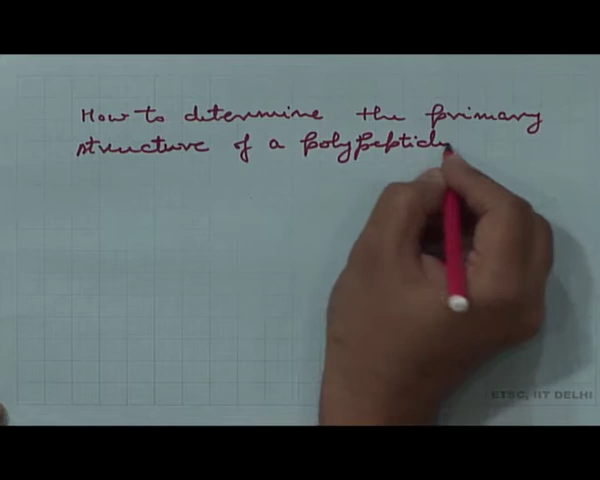 How to determine the primary
structure of a polypeptide
ETSC, IIT DELHI